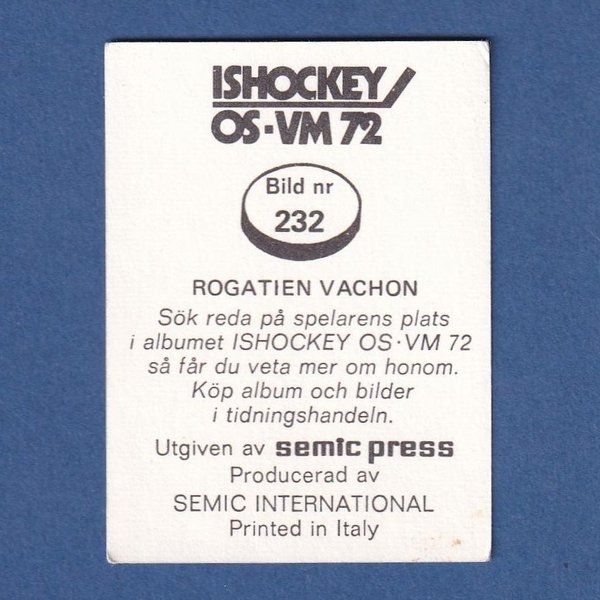 ISHOCKEY
OS·VM 72
Bild nr
232
ROGATIEN VACHON
Sök reda på spelarens plats
i albumet ISHOCKEY OS·VM 72
så får du veta mer om honom.
Köp album och bilder
i tidningshandeln.
Utgiven av semic press
Producerad av
SEMIC INTERNATIONAL
Printed in Italy